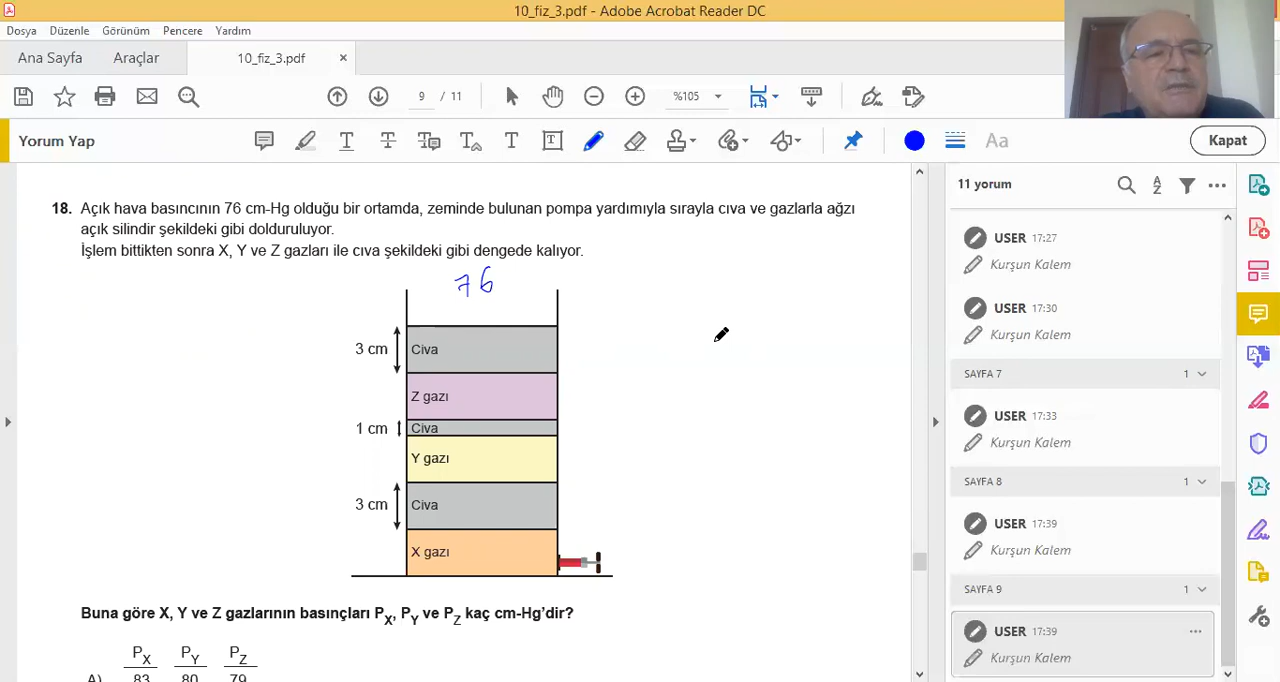 10_fiz_3.pdf - Adobe Acrobat Reader DC
Dosya Düzenle Görünüm Pencere Yardım
Ana Sayfa Araçlar 10_fiz_3.pdf ×
9 / 11 %105
Yorum Yap Aa Kapat
18. Açık hava basıncının 76 cm-Hg olduğu bir ortamda, zeminde bulunan pompa yardımıyla sırayla cıva ve gazlarla ağzı
açık silindir şekildeki gibi dolduruluyor.
İşlem bittikten sonra X, Y ve Z gazları ile cıva şekildeki gibi dengede kalıyor.
76
3 cm Civa
Z gazı
1 cm Civa
Y gazı
3 cm Civa
X gazı
Buna göre X, Y ve Z gazlarının basınçları PX, PY ve PZ kaç cm-Hg'dir?
PX PY PZ
A) 83 80 79
11 yorum
USER 17:27
Kurşun Kalem
USER 17:30
Kurşun Kalem
SAYFA 7 1
USER 17:33
Kurşun Kalem
SAYFA 8 1
USER 17:39
Kurşun Kalem
SAYFA 9 1
USER 17:39
Kurşun Kalem